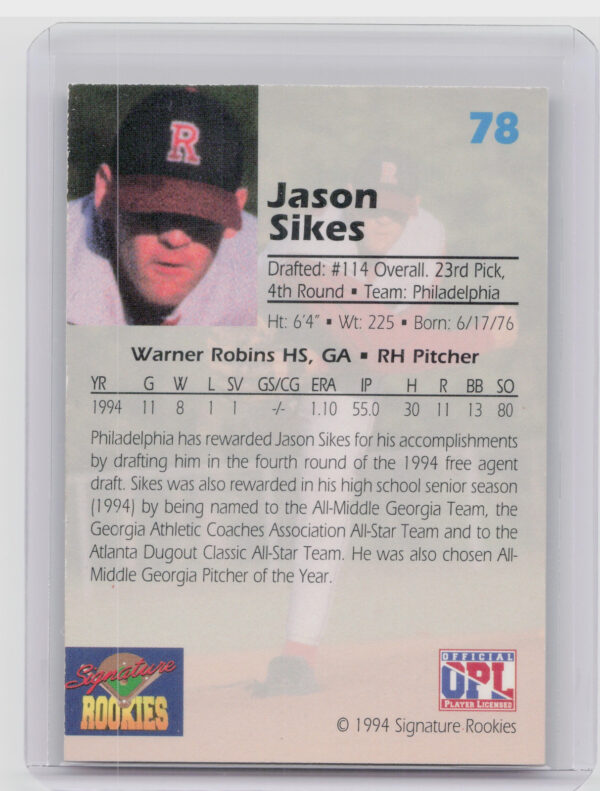 R
78
Jason
Sikes
Drafted: #114 Overall. 23rd Pick,
4th Round ▪ Team: Philadelphia
Ht: 6'4" ▪ Wt: 225 ▪ Born: 6/17/76
Warner Robins HS, GA ▪ RH Pitcher
YR G W L SV GS/CG ERA IP H R BB SO
1994 11 8 1 1 -/- 1.10 55.0 30 11 13 80
Philadelphia has rewarded Jason Sikes for his accomplishments
by drafting him in the fourth round of the 1994 free agent
draft. Sikes was also rewarded in his high school senior season
(1994) by being named to the All-Middle Georgia Team, the
Georgia Athletic Coaches Association All-Star Team and to the
Atlanta Dugout Classic All-Star Team. He was also chosen All-
Middle Georgia Pitcher of the Year.
Signature
ROOKIES
OFFICIAL
OPL
PLAYER LICENSED
© 1994 Signature Rookies